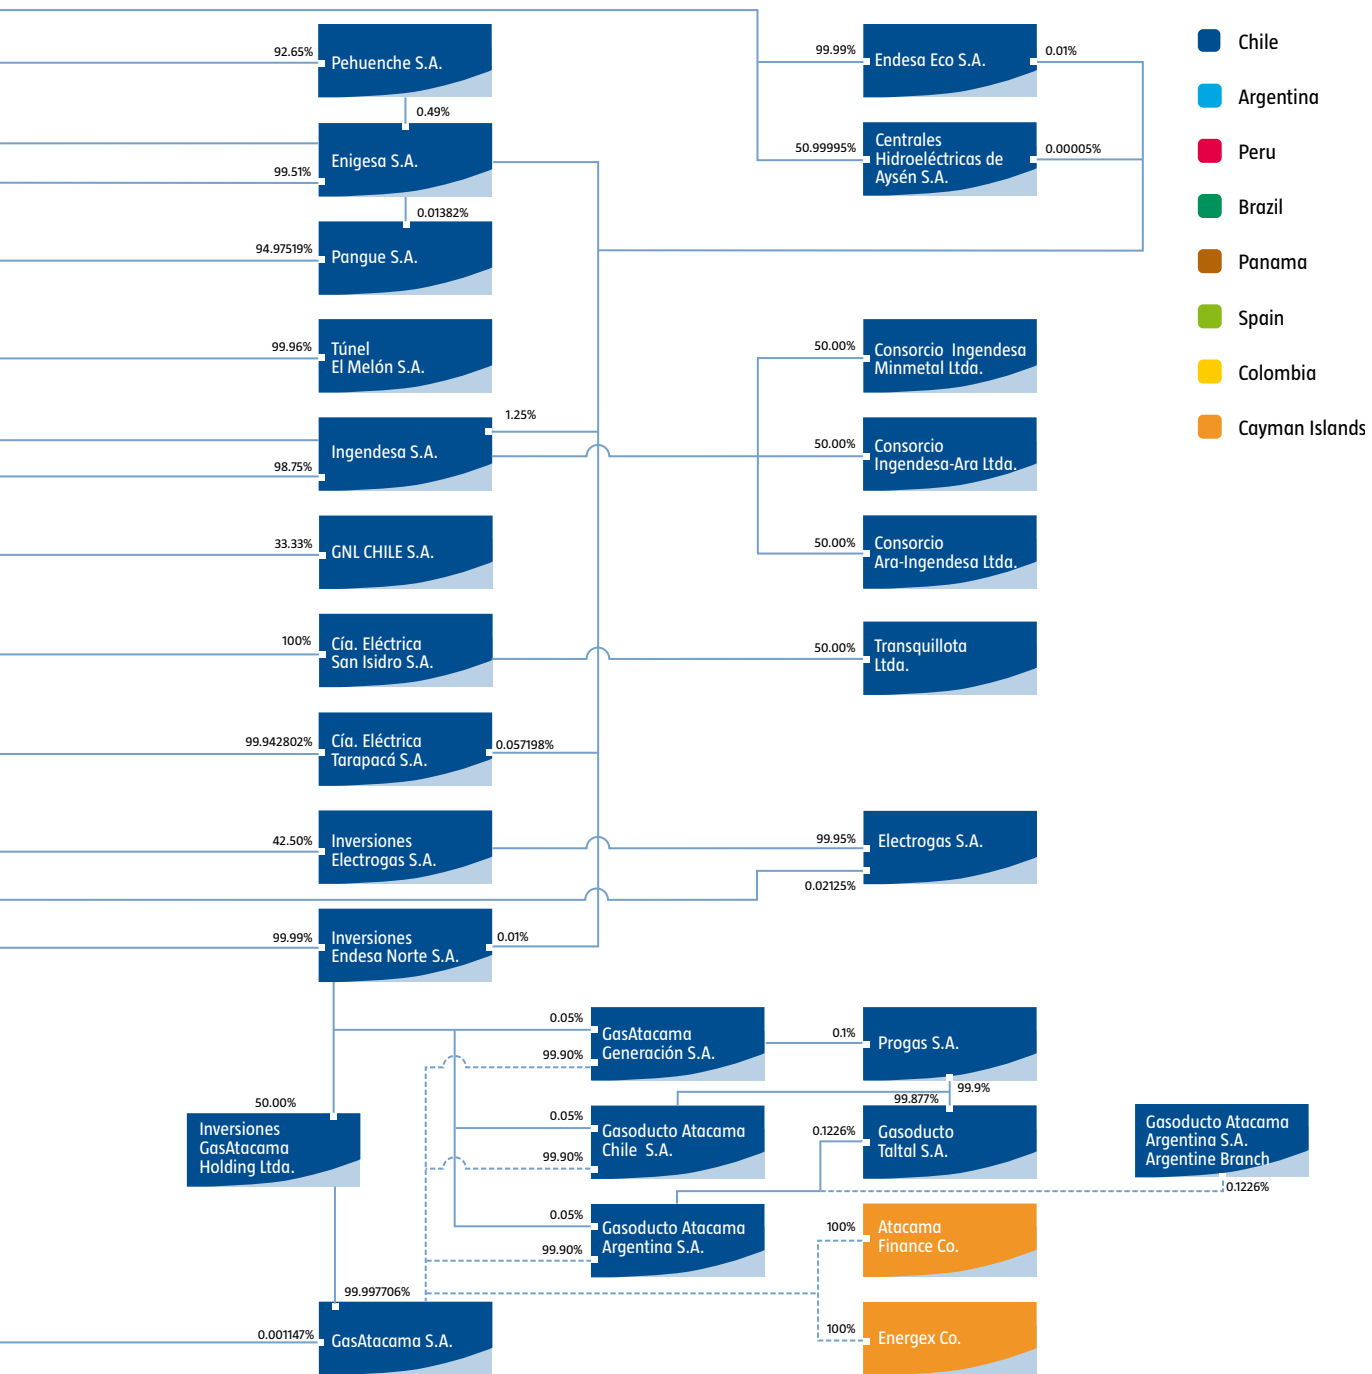 92.65%
Pehuenche S.A.
0.49%
Enigesa S.A.
99.51%
0.01382%
94.97519%
Pangue S.A.
99.96%
Túnel
El Melón S.A.
1.25%
Ingendesa S.A.
98.75%
33.33%
GNL CHILE S.A.
100%
Cía. Eléctrica
San Isidro S.A.
99.942802%
Cía. Eléctrica
Tarapacá S.A.
0.057198%
42.50%
Inversiones
Electrogas S.A.
99.99%
Inversiones
Endesa Norte S.A.
0.01%
99.99%
Endesa Eco S.A.
0.01%
50.99995%
Centrales
Hidroeléctricas de
Aysén S.A.
0.00005%
50.00%
Consorcio Ingendesa
Minmetal Ltda.
50.00%
Consorcio
Ingendesa-Ara Ltda.
50.00%
Consorcio
Ara-Ingendesa Ltda.
50.00%
Transquillota
Ltda.
99.95%
Electrogas S.A.
0.02125%
Chile
Argentina
Peru
Brazil
Panama
Spain
Colombia
Cayman Islands
50.00%
Inversiones
GasAtacama
Holding Ltda.
99.997706%
0.001147%
GasAtacama S.A.
0.05%
GasAtacama
Generación S.A.
99.90%
0.05%
Gasoducto Atacama
Chile S.A.
99.90%
0.05%
Gasoducto Atacama
Argentina S.A.
99.90%
0.1%
Progas S.A.
99.9%
99.877%
0.1226%
Gasoducto
Taltal S.A.
Gasoducto Atacama
Argentina S.A.
Argentine Branch
0.1226%
100%
Atacama
Finance Co.
100%
Energex Co.